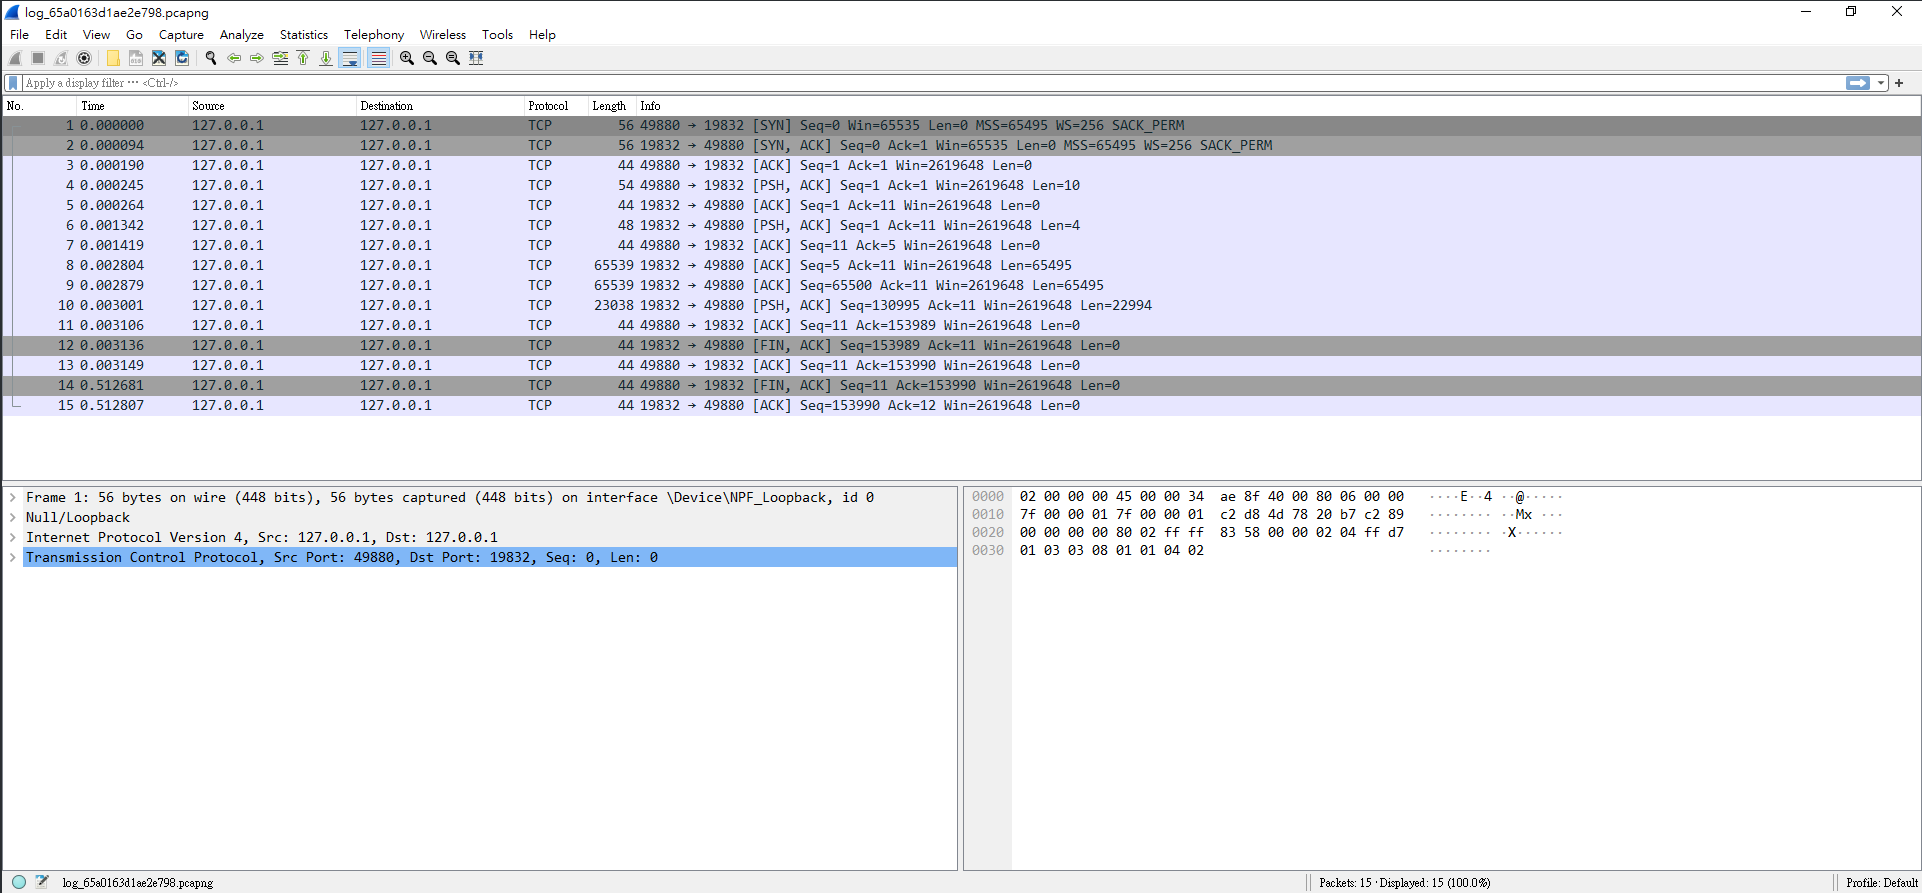 log_65a0163d1ae2e798.pcapng
File Edit View Go Capture Analyze Statistics Telephony Wireless Tools Help
Apply a display filter ⋯ <Ctrl-/>
No. Time Source Destination Protocol Length Info
1 0.000000 127.0.0.1 127.0.0.1 TCP 56 49880 → 19832 [SYN] Seq=0 Win=65535 Len=0 MSS=65495 WS=256 SACK_PERM
2 0.000094 127.0.0.1 127.0.0.1 TCP 56 19832 → 49880 [SYN, ACK] Seq=0 Ack=1 Win=65535 Len=0 MSS=65495 WS=256 SACK_PERM
3 0.000190 127.0.0.1 127.0.0.1 TCP 44 49880 → 19832 [ACK] Seq=1 Ack=1 Win=2619648 Len=0
4 0.000245 127.0.0.1 127.0.0.1 TCP 54 49880 → 19832 [PSH, ACK] Seq=1 Ack=1 Win=2619648 Len=10
5 0.000264 127.0.0.1 127.0.0.1 TCP 44 19832 → 49880 [ACK] Seq=1 Ack=11 Win=2619648 Len=0
6 0.001342 127.0.0.1 127.0.0.1 TCP 48 19832 → 49880 [PSH, ACK] Seq=1 Ack=11 Win=2619648 Len=4
7 0.001419 127.0.0.1 127.0.0.1 TCP 44 49880 → 19832 [ACK] Seq=11 Ack=5 Win=2619648 Len=0
8 0.002804 127.0.0.1 127.0.0.1 TCP 65539 19832 → 49880 [ACK] Seq=5 Ack=11 Win=2619648 Len=65495
9 0.002879 127.0.0.1 127.0.0.1 TCP 65539 19832 → 49880 [ACK] Seq=65500 Ack=11 Win=2619648 Len=65495
10 0.003001 127.0.0.1 127.0.0.1 TCP 23038 19832 → 49880 [PSH, ACK] Seq=130995 Ack=11 Win=2619648 Len=22994
11 0.003106 127.0.0.1 127.0.0.1 TCP 44 49880 → 19832 [ACK] Seq=11 Ack=153989 Win=2619648 Len=0
12 0.003136 127.0.0.1 127.0.0.1 TCP 44 19832 → 49880 [FIN, ACK] Seq=153989 Ack=11 Win=2619648 Len=0
13 0.003149 127.0.0.1 127.0.0.1 TCP 44 49880 → 19832 [ACK] Seq=11 Ack=153990 Win=2619648 Len=0
14 0.512681 127.0.0.1 127.0.0.1 TCP 44 49880 → 19832 [FIN, ACK] Seq=11 Ack=153990 Win=2619648 Len=0
15 0.512807 127.0.0.1 127.0.0.1 TCP 44 19832 → 49880 [ACK] Seq=153990 Ack=12 Win=2619648 Len=0
Frame 1: 56 bytes on wire (448 bits), 56 bytes captured (448 bits) on interface \Device\NPF_Loopback, id 0
Null/Loopback
Internet Protocol Version 4, Src: 127.0.0.1, Dst: 127.0.0.1
Transmission Control Protocol, Src Port: 49880, Dst Port: 19832, Seq: 0, Len: 0
0000 02 00 00 00 45 00 00 34 ae 8f 40 00 80 06 00 00 ····E··4 ··@·····
0010 7f 00 00 01 7f 00 00 01 c2 d8 4d 78 20 b7 c2 89 ········ ··Mx ···
0020 00 00 00 00 80 02 ff ff 83 58 00 00 02 04 ff d7 ········ ·X······
0030 01 03 03 08 01 01 04 02 ········
log_65a0163d1ae2e798.pcapng
Packets: 15 · Displayed: 15 (100.0%)
Profile: Default